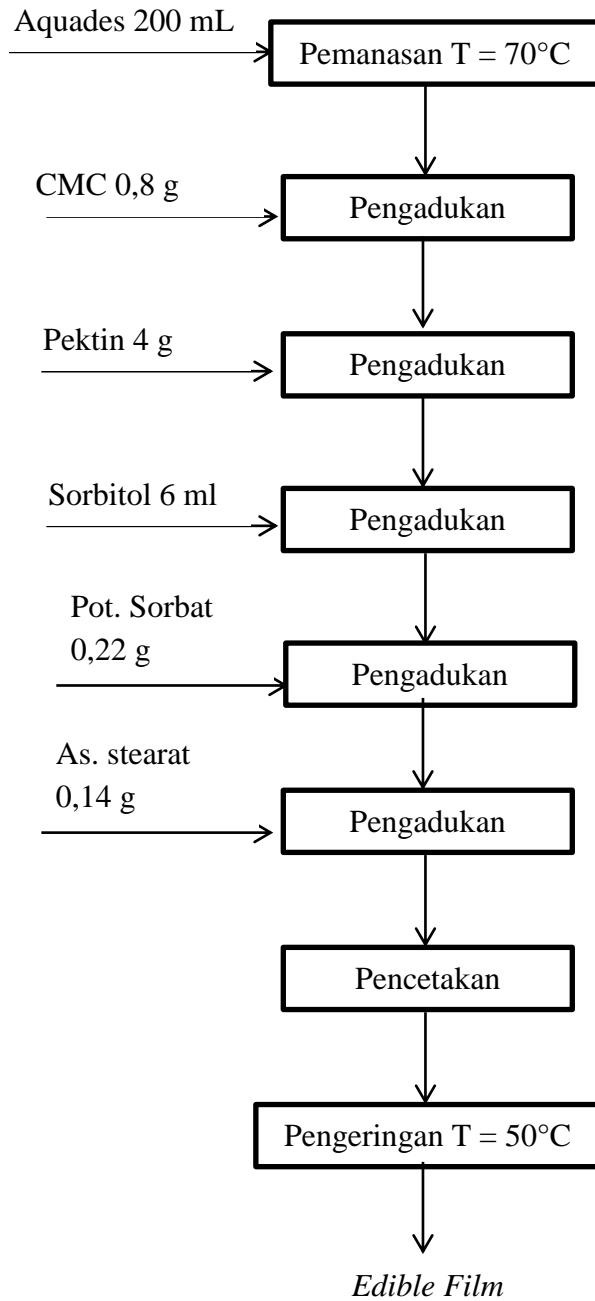 Aquades 200 mL
Pemanasan T = 70°C
CMC 0,8 g
Pengadukan
Pektin 4 g
Pengadukan
Sorbitol 6 ml
Pengadukan
Pot. Sorbat
0,22 g
Pengadukan
As. stearat
0,14 g
Pengadukan
Pencetakan
Pengeringan T = 50°C
Edible Film